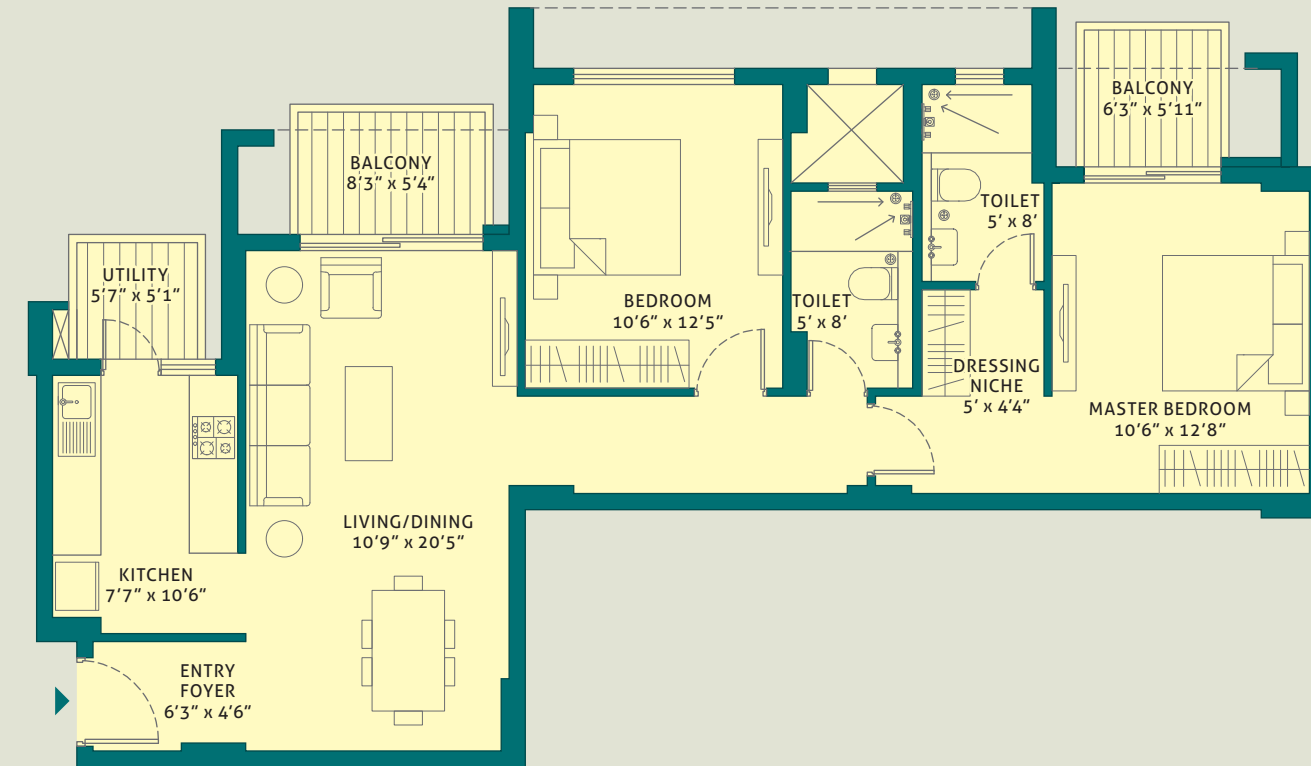 BALCONY
6'3" x 5'11"
BALCONY
8'3" x 5'4"
TOILET
5' x 8'
UTILITY
5'7" x 5'1"
BEDROOM
10'6" x 12'5"
TOILET
5' x 8'
DRESSING
NICHE
5' x 4'4"
MASTER BEDROOM
10'6" x 12'8"
LIVING/DINING
10'9" x 20'5"
KITCHEN
7'7" x 10'6"
ENTRY
FOYER
6'3" x 4'6"